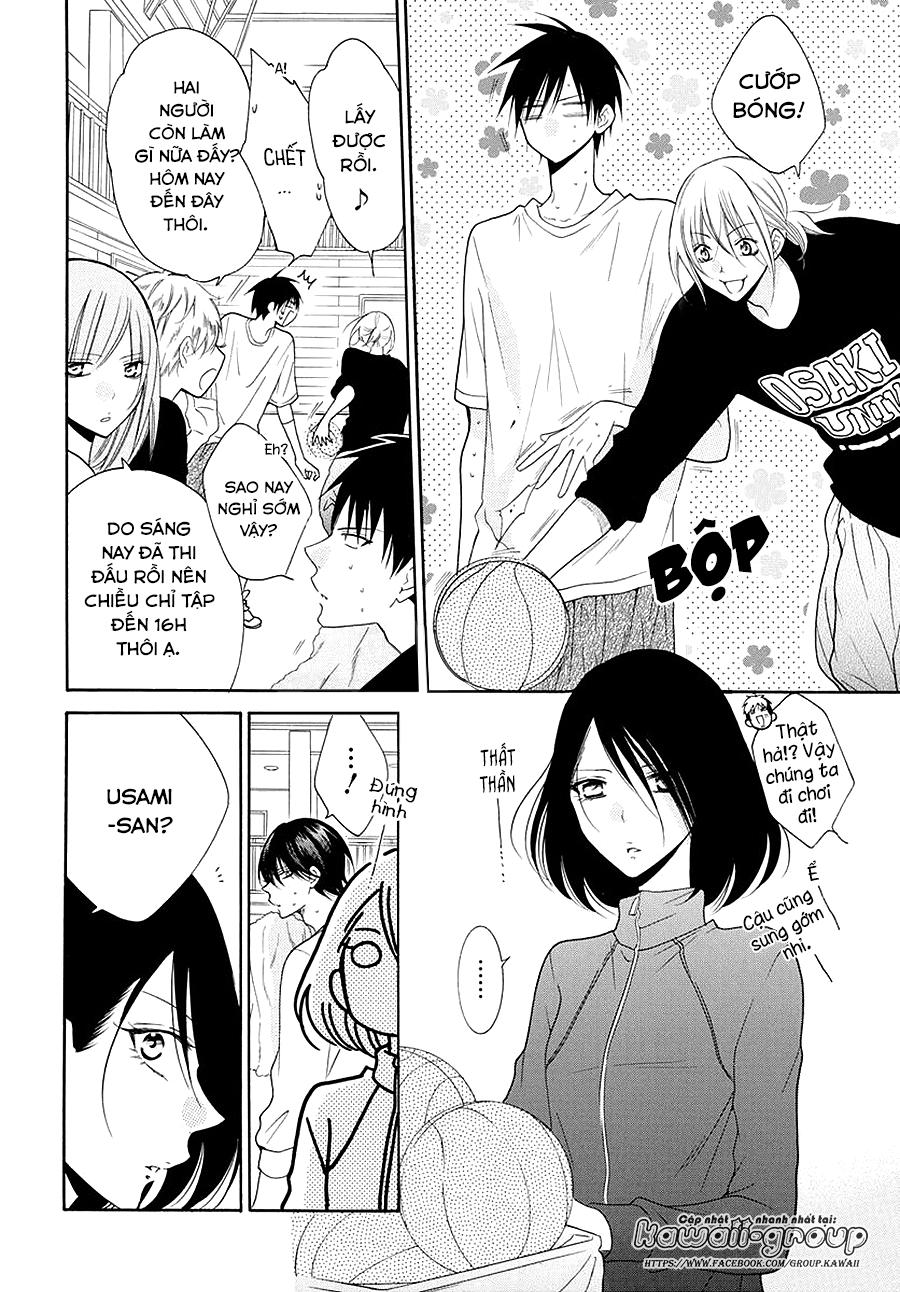 CƯỚP
BÓNG!
OSAKI
UNIV
BỘP
LẤY
ĐƯỢC
RỒI.
♪
A!
CHẾT
...
HAI
NGƯỜI
CÒN LÀM
GÌ NỮA ĐẤY?
HÔM NAY
ĐẾN ĐÂY
THÔI.
Eh?
SAO NAY
NGHỈ SỚM
VẬY?
DO SÁNG
NAY ĐÃ THI
ĐẤU RỒI NÊN
CHIỀU CHỈ TẬP
ĐẾN 16H
THÔI Ạ.
Thật
hả!? Vậy
chúng ta
đi chơi
đi!
Ể
Cậu cũng
sung gớm
nhỉ.
THẤT
THẦN
......
......
...!
Đứng
hình
USAMI
-SAN?
Cập nhật nhanh nhất tại:
kawaii-group
HTTPS://WWW.FACEBOOK.COM/GROUP.KAWAII